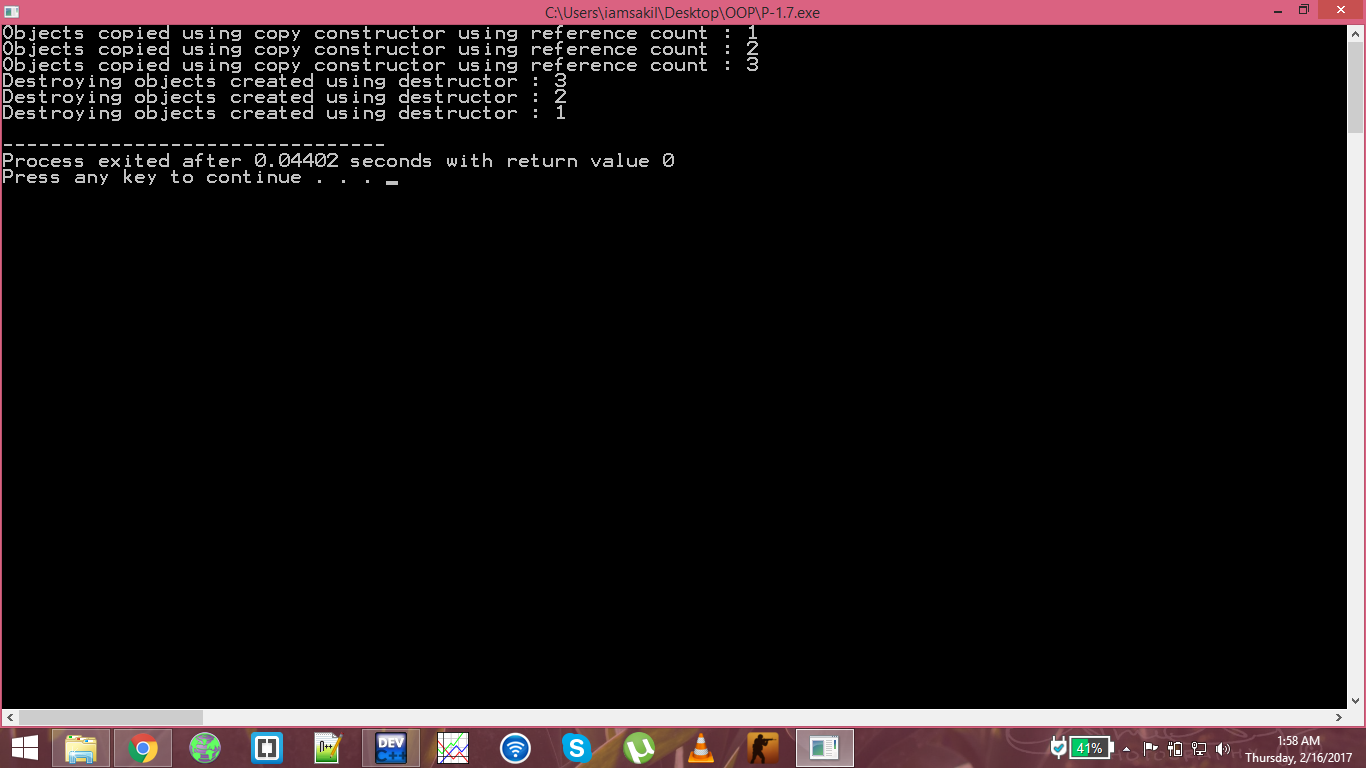 C:\Users\iamsakil\Desktop\OOP\P-1.7.exe
Objects copied using copy constructor using reference count : 1
Objects copied using copy constructor using reference count : 2
Objects copied using copy constructor using reference count : 3
Destroying objects created using destructor : 3
Destroying objects created using destructor : 2
Destroying objects created using destructor : 1
--------------------------------
Process exited after 0.04402 seconds with return value 0
Press any key to continue . . . _
DEV
C++
41%
1:58 AM
Thursday, 2/16/2017